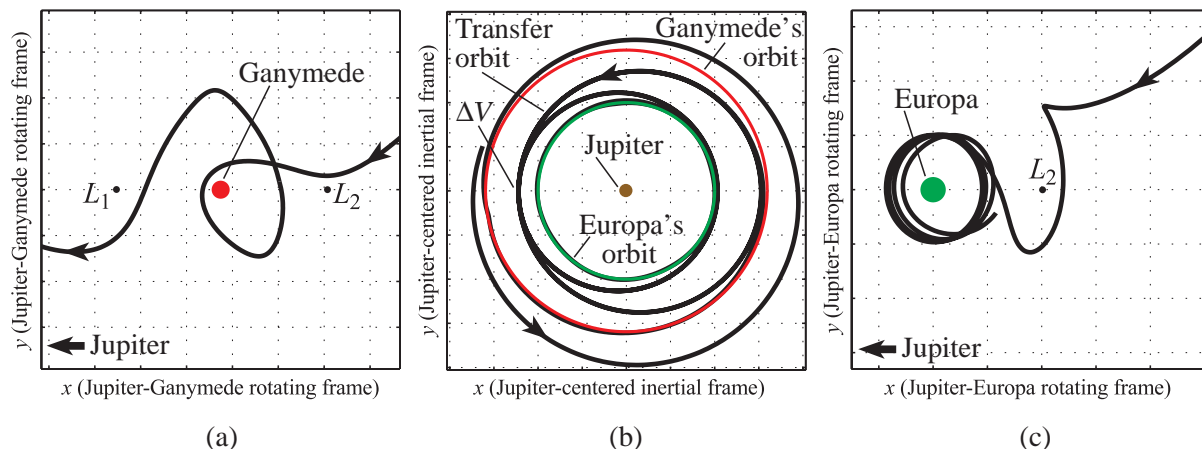 y (Jupiter-Ganymede rotating frame)
Ganymede
L1
L2
Jupiter
x (Jupiter-Ganymede rotating frame)
(a)
y (Jupiter-centered inertial frame)
Transfer
orbit
Ganymede's
orbit
ΔV
Jupiter
Europa's
orbit
x (Jupiter-centered inertial frame)
(b)
y (Jupiter-Europa rotating frame)
Europa
L2
Jupiter
x (Jupiter-Europa rotating frame)
(c)